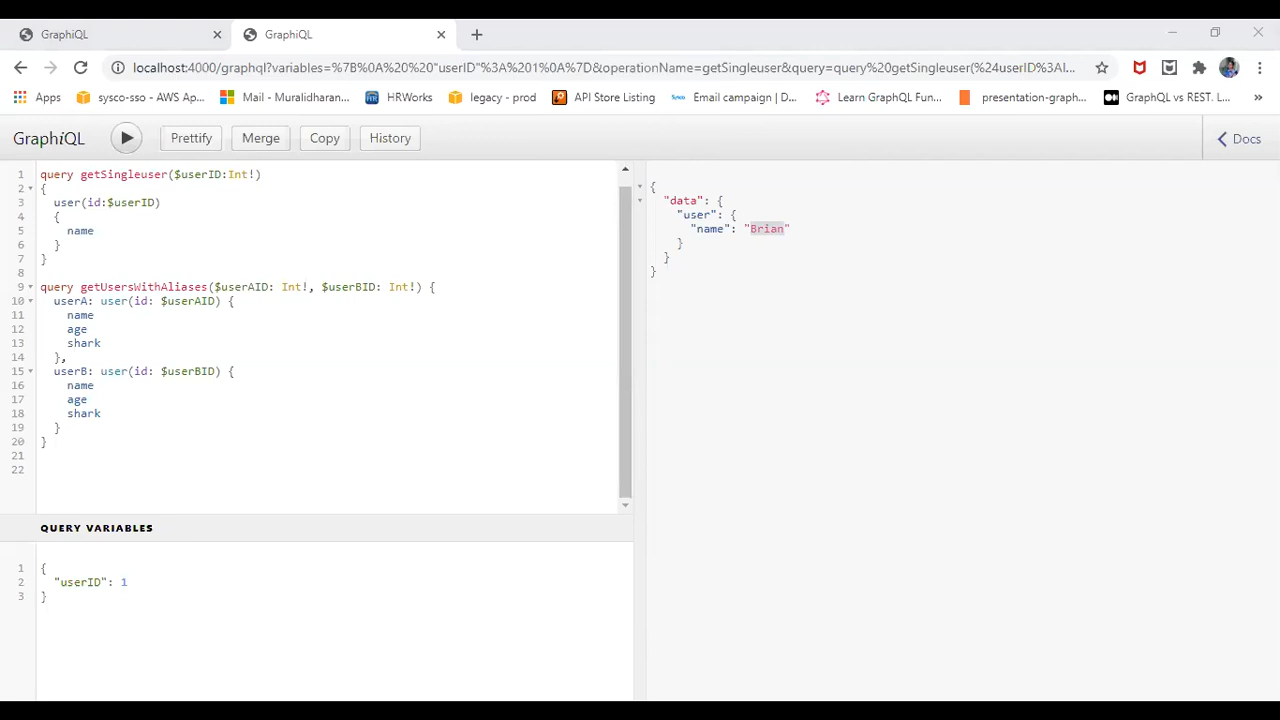 GraphiQL
GraphiQL
localhost:4000/graphql?variables=%7B%0A%20%20"userID"%3A%201%0A%7D&operationName=getSingleuser&query=query%20getSingleuser(%24userID%3AI...
Apps sysco-sso - AWS Ap... Mail - Muralidharan... HRWorks legacy - prod API Store Listing Email campaign | D... Learn GraphQL Fun... presentation-graph... GraphQL vs REST. I... »
GraphiQL Prettify Merge Copy History Docs
1 query getSingleuser($userID:Int!)
2 {
3 user(id:$userID)
4 {
5 name
6 }
7 }
8
9 query getUsersWithAliases($userAID: Int!, $userBID: Int!) {
10 userA: user(id: $userAID) {
11 name
12 age
13 shark
14 },
15 userB: user(id: $userBID) {
16 name
17 age
18 shark
19 }
20 }
21
22
QUERY VARIABLES
1 {
2 "userID": 1
3 }
{
"data": {
"user": {
"name": "Brian"
}
}
}